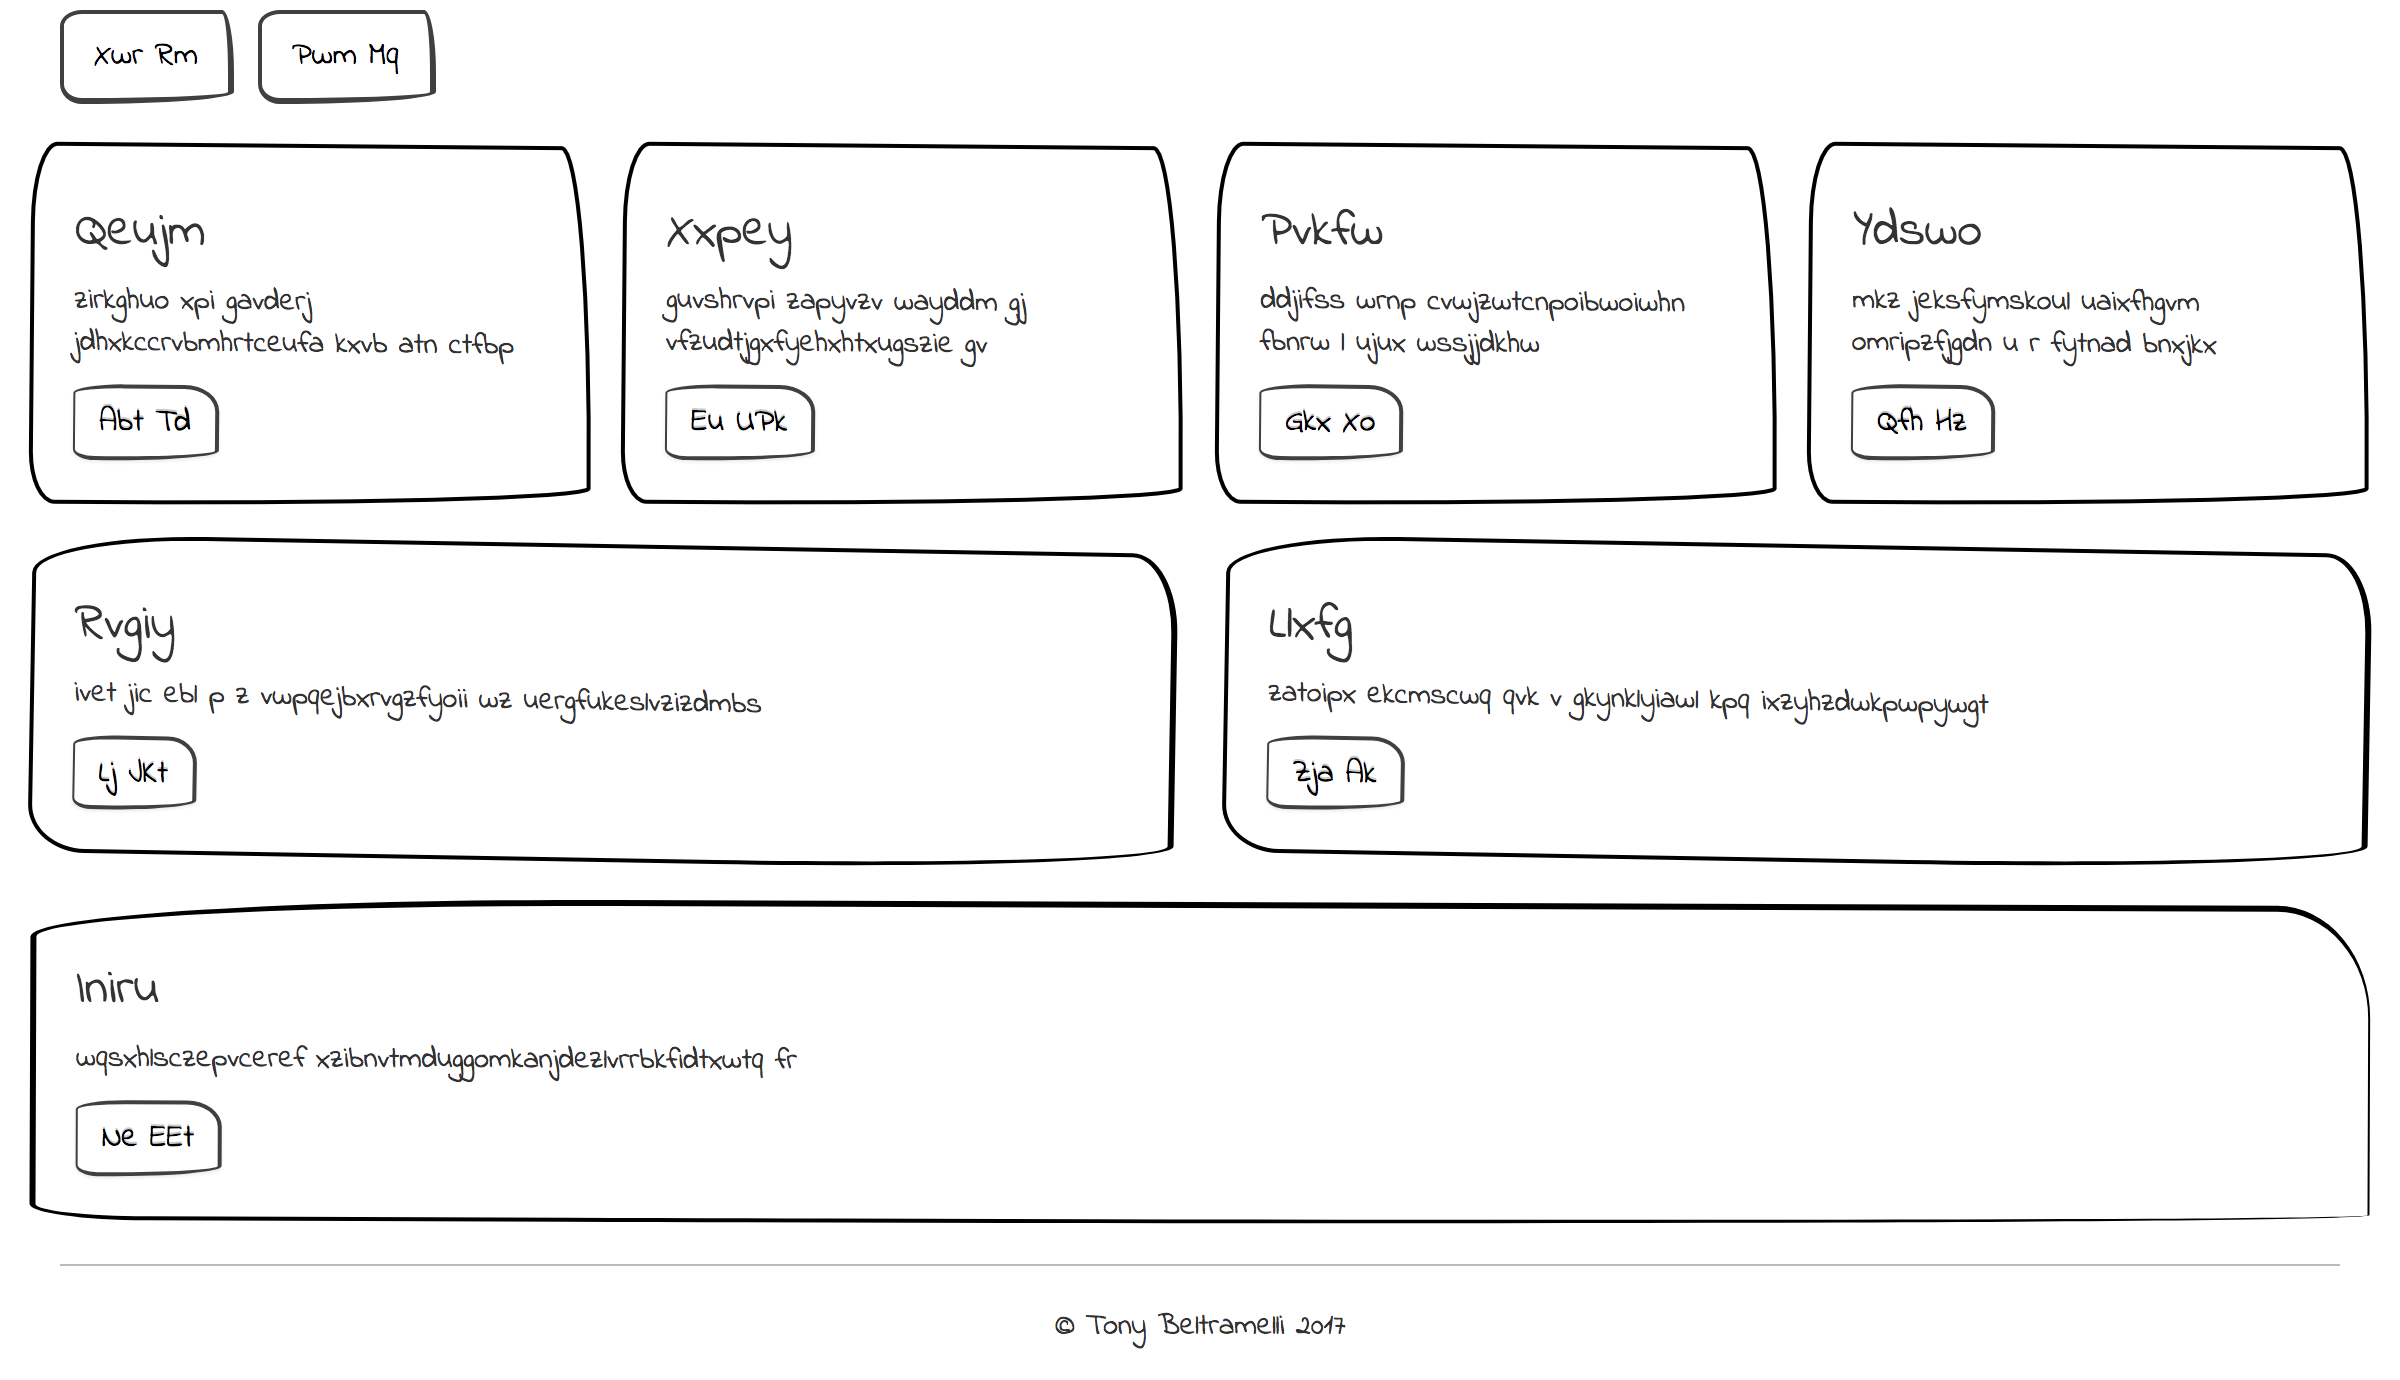 Xwr Rm
Pwm Mq
Qeujm
zirkghuo xpi gavderj
jdhxkccrvbmhrtceufa kxvb atn ctfbp
Abt Td
Xxpey
guvshrvpi zapyvzv wayddm gj
vfzudtjgxfyehxhtxugszie gv
Eu UPk
Pvkfw
ddjifss wrnp cvwjzwtcnpoibwoiwhn
fbnrw l ujux wssjjdkhw
Gkx Xo
Ydswo
mkz jeksfymskoul uaixfhgvm
omripzfjgdn u r fytnad bnxjkx
Qfh Hz
Rvgiy
ivet jic ebl p z vwpqejbxrvgzfyoii wz uergfukeslvzizdmbs
Lj JKt
Llxfg
zatoipx ekcmscwq qvk v gkynklyiawl kpq ixzyhzdwkpwpywgt
Zja Ak
Iniru
wqsxhlsczepvceref xzibnvtmduggomkanjdezlvrrbkfidtxwtq fr
Ne EEt
© Tony Beltramelli 2017